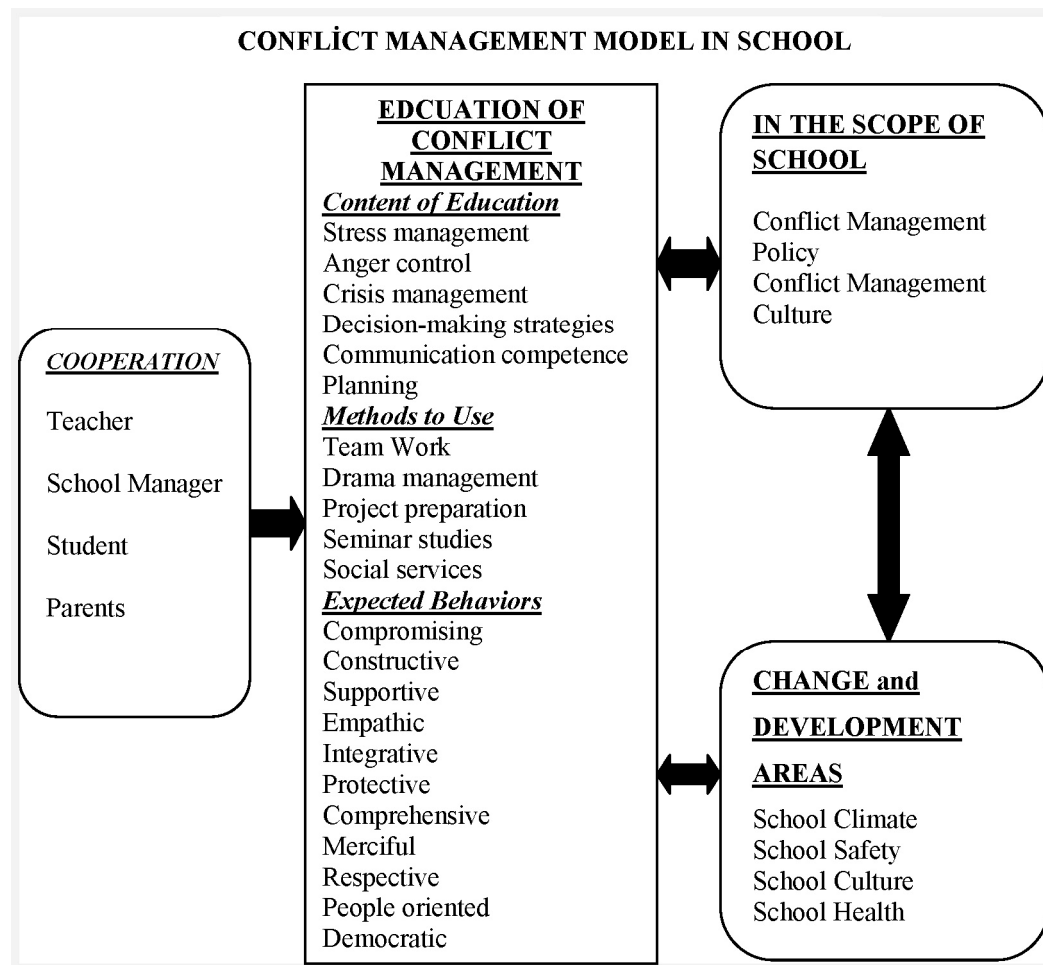 CONFLİCT MANAGEMENT MODEL IN SCHOOL
COOPERATION
Teacher
School Manager
Student
Parents
EDCUATION OF
CONFLICT
MANAGEMENT
Content of Education
Stress management
Anger control
Crisis management
Decision-making strategies
Communication competence
Planning
Methods to Use
Team Work
Drama management
Project preparation
Seminar studies
Social services
Expected Behaviors
Compromising
Constructive
Supportive
Empathic
Integrative
Protective
Comprehensive
Merciful
Respective
People oriented
Democratic
IN THE SCOPE OF
SCHOOL
Conflict Management
Policy
Conflict Management
Culture
CHANGE and
DEVELOPMENT
AREAS
School Climate
School Safety
School Culture
School Health